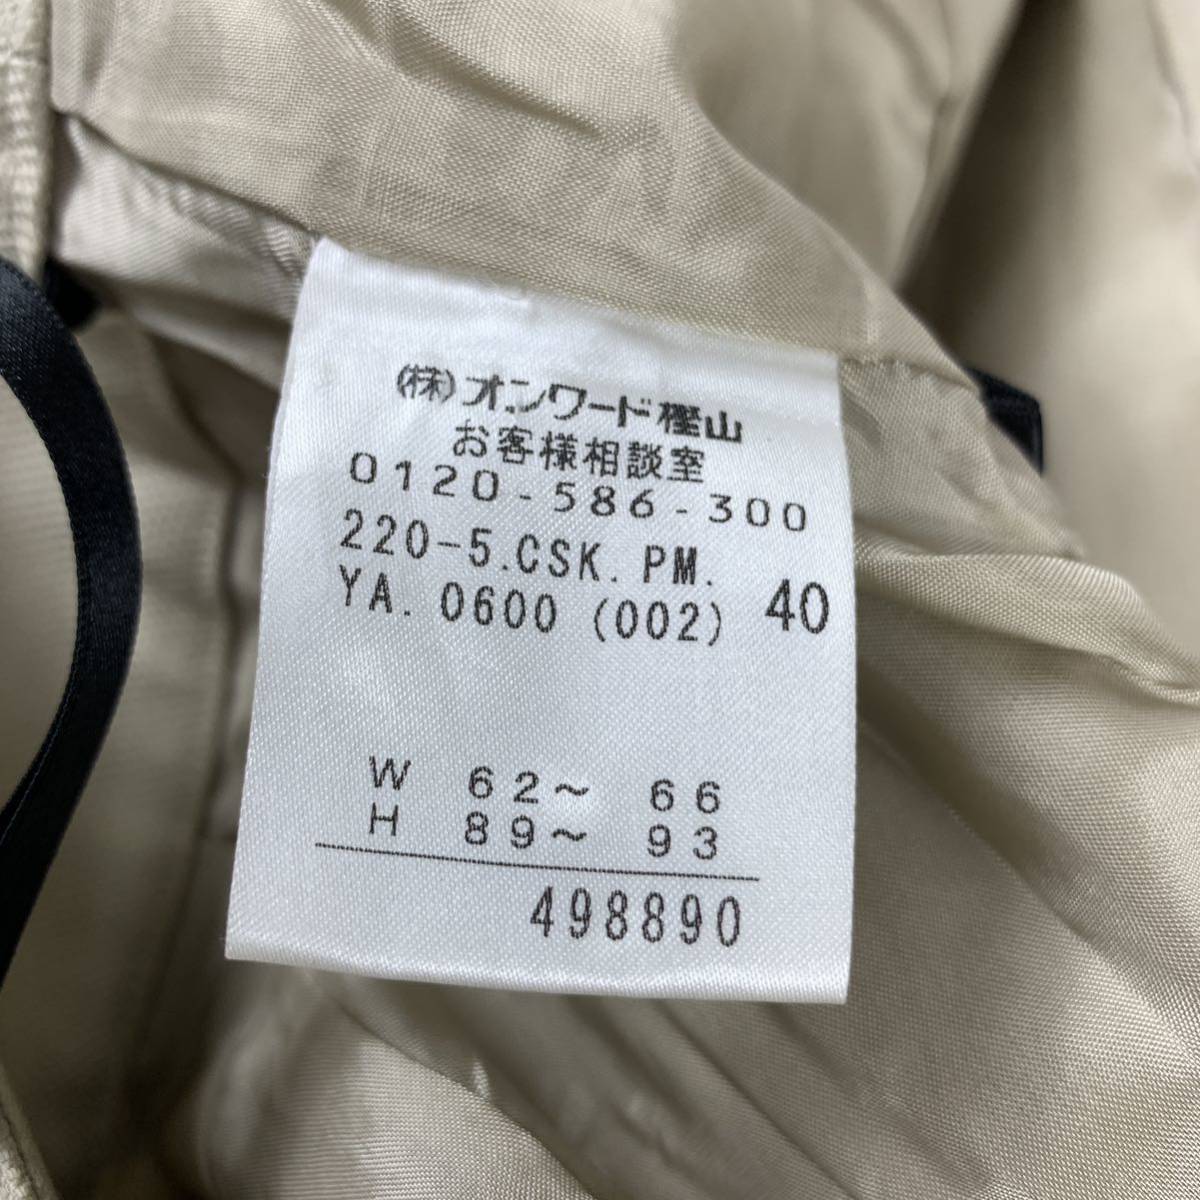 (株)オンワード樫山
お客様相談室
0120-586-300
220-5.CSK.PM.
YA.0600(002) 40
W 62〜 66
H 89〜 93
498890